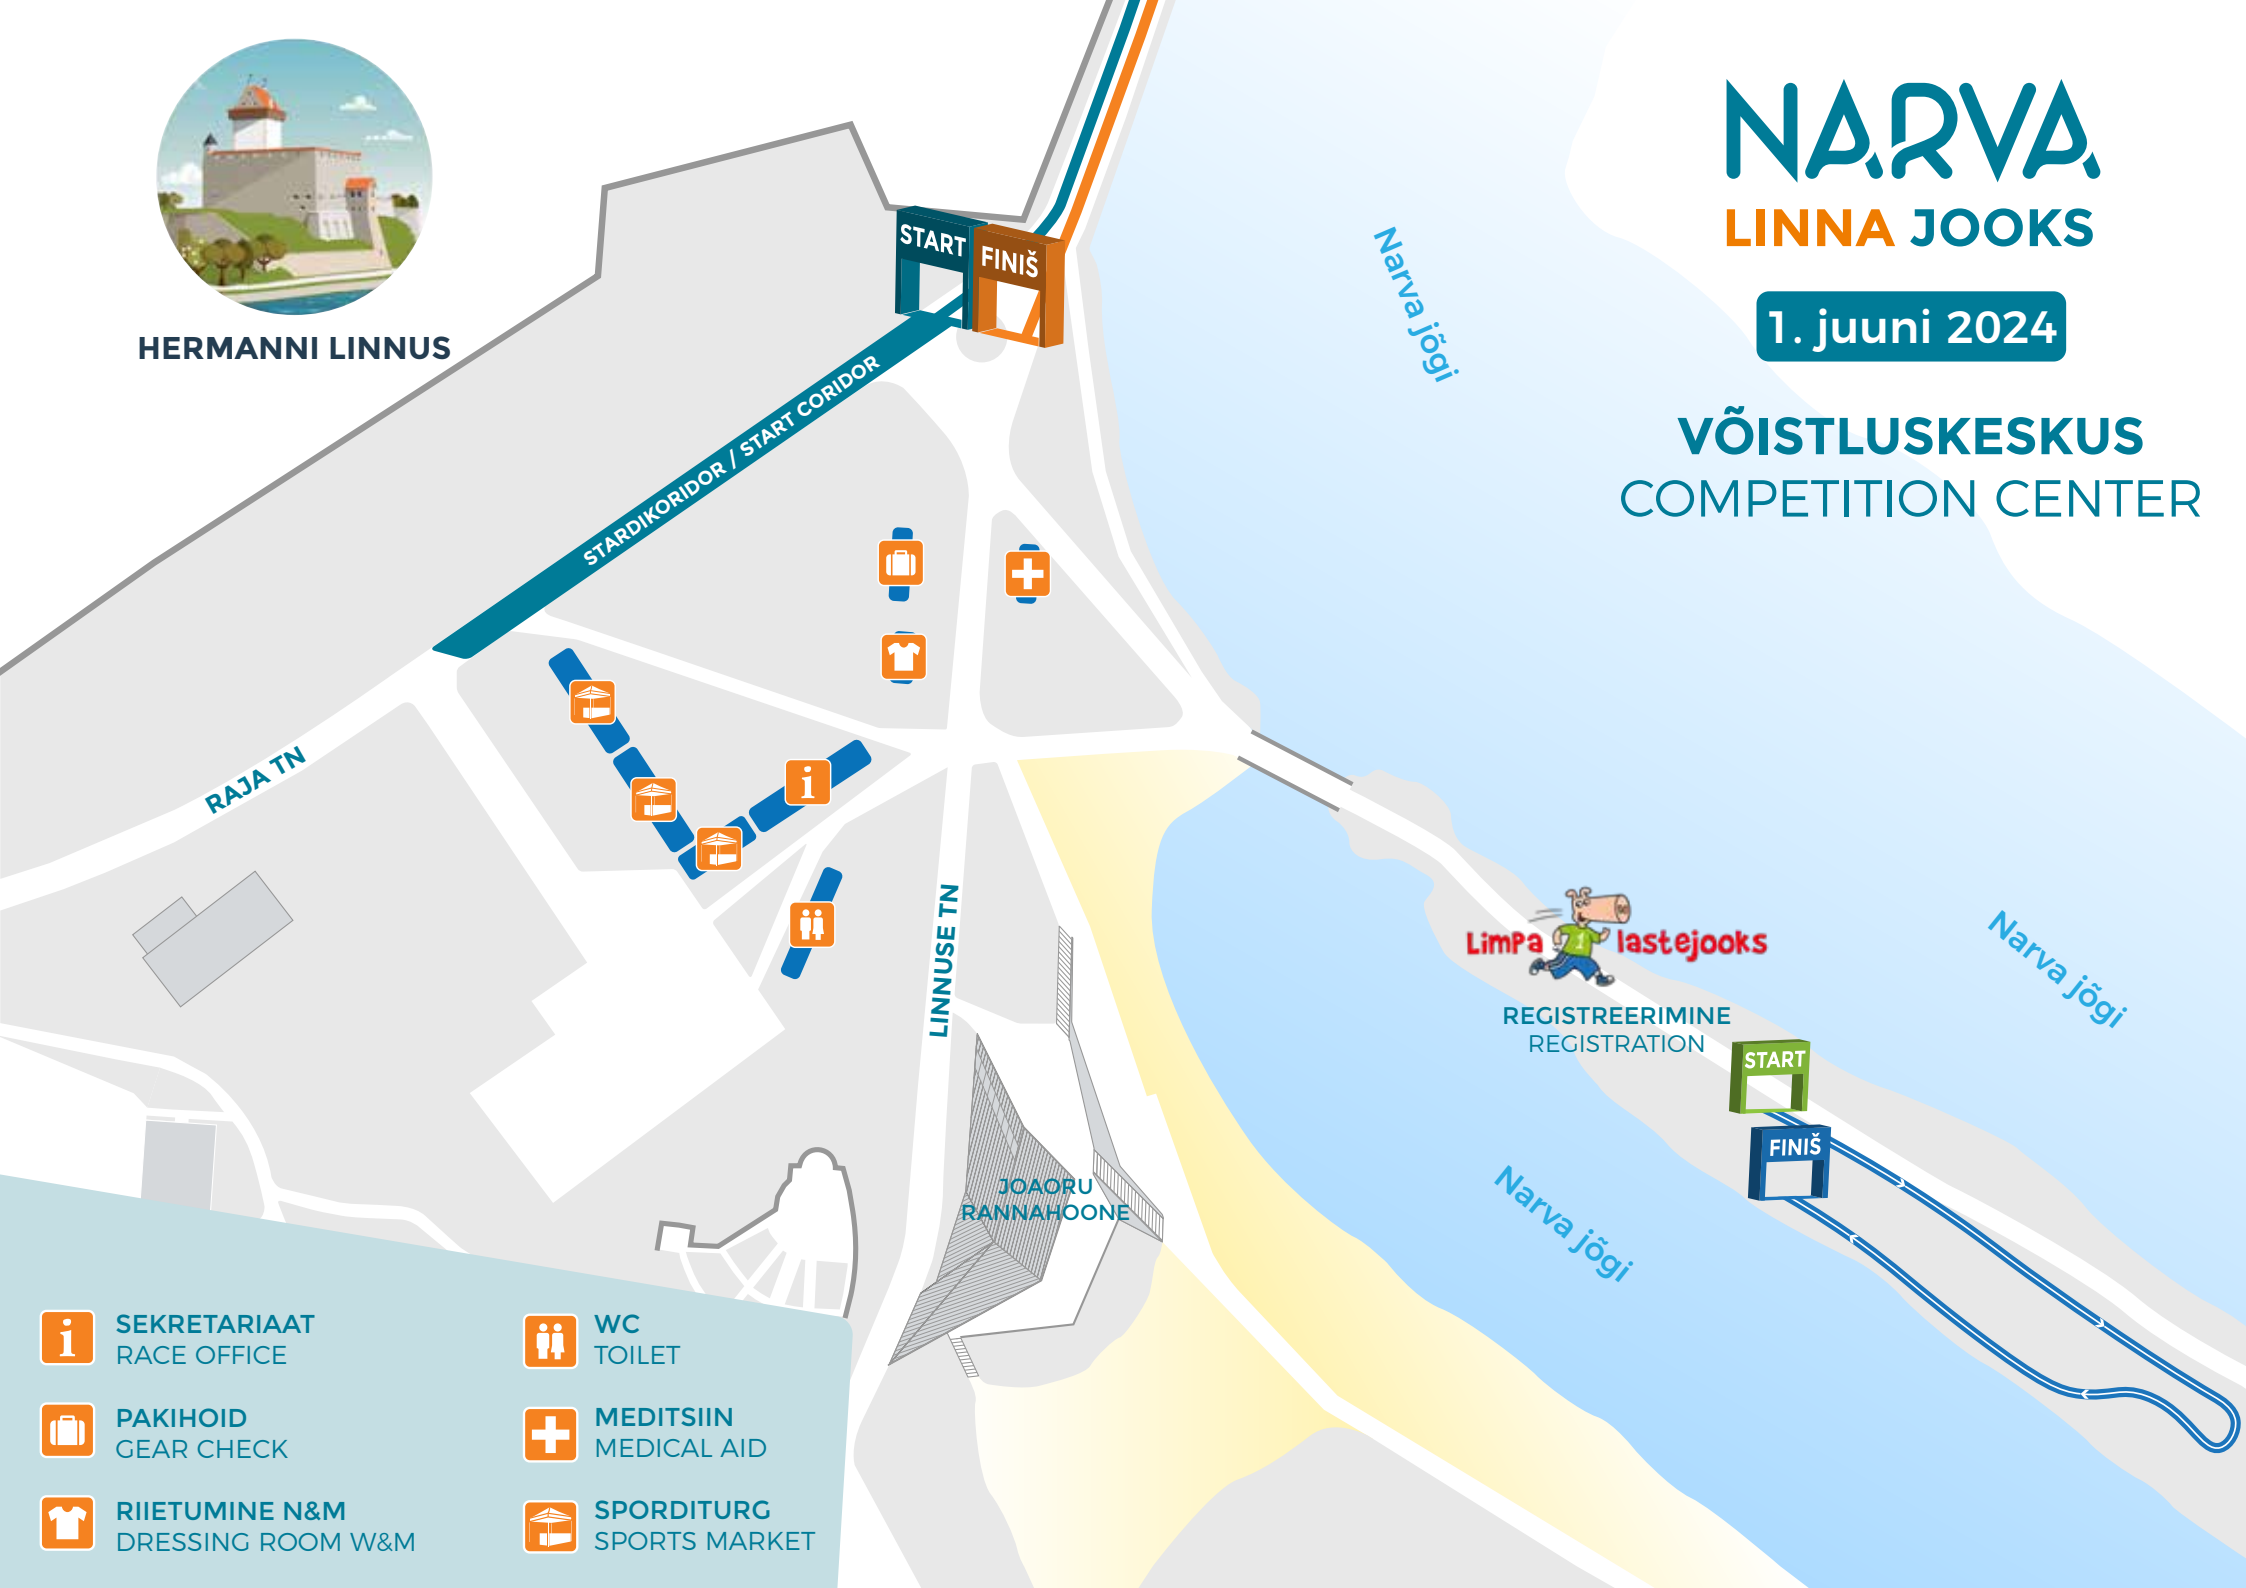 HERMANNI LINNUS
START
FINIŠ
STARDIKORIDOR / START CORIDOR
RAJA TN
LINNUSE TN
Narva jõgi
NARVA
LINNA JOOKS
1. juuni 2024
VÕISTLUSKESKUS
COMPETITION CENTER
i
LimPa lastejooks
1
REGISTREERIMINE
REGISTRATION
START
FINIŠ
Narva jõgi
Narva jõgi
JOAORU
RANNAHOONE
i
SEKRETARIAAT
RACE OFFICE
PAKIHOID
GEAR CHECK
RIIETUMINE N&M
DRESSING ROOM W&M
WC
TOILET
MEDITSIIN
MEDICAL AID
SPORDITURG
SPORTS MARKET